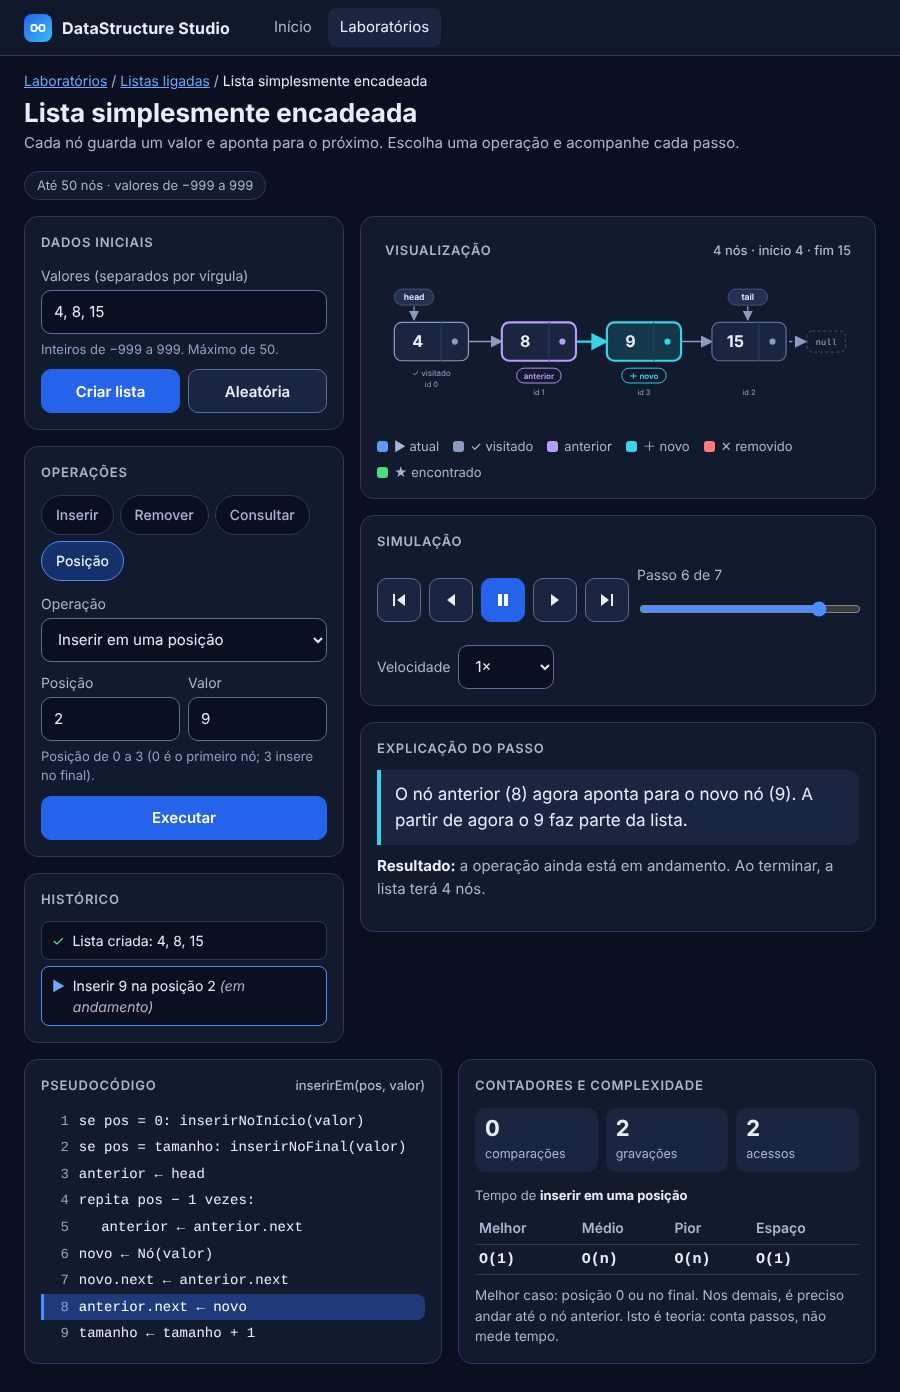 DataStructure Studio
Início
Laboratórios
Laboratórios / Listas ligadas / Lista simplesmente encadeada
Lista simplesmente encadeada
Cada nó guarda um valor e aponta para o próximo. Escolha uma operação e acompanhe cada passo.
Até 50 nós · valores de −999 a 999
DADOS INICIAIS
Valores (separados por vírgula)
4, 8, 15
Inteiros de −999 a 999. Máximo de 50.
Criar lista
Aleatória
OPERAÇÕES
Inserir
Remover
Consultar
Posição
Operação
Inserir em uma posição
Posição
Valor
2
9
Posição de 0 a 3 (0 é o primeiro nó; 3 insere
no final).
Executar
HISTÓRICO
✓ Lista criada: 4, 8, 15
▶ Inserir 9 na posição 2 (em
andamento)
VISUALIZAÇÃO
4 nós · início 4 · fim 15
head
tail
4
8
9
15
null
✓ visitado
anterior
＋ novo
id 0
id 1
id 3
id 2
▶ atual
✓ visitado
anterior
＋ novo
✕ removido
★ encontrado
SIMULAÇÃO
Passo 6 de 7
Velocidade
1×
EXPLICAÇÃO DO PASSO
O nó anterior (8) agora aponta para o novo nó (9). A
partir de agora o 9 faz parte da lista.
Resultado: a operação ainda está em andamento. Ao terminar, a
lista terá 4 nós.
PSEUDOCÓDIGO
inserirEm(pos, valor)
1 se pos = 0: inserirNoInício(valor)
2 se pos = tamanho: inserirNoFinal(valor)
3 anterior ← head
4 repita pos − 1 vezes:
5 anterior ← anterior.next
6 novo ← Nó(valor)
7 novo.next ← anterior.next
8 anterior.next ← novo
9 tamanho ← tamanho + 1
CONTADORES E COMPLEXIDADE
0
2
2
comparações
gravações
acessos
Tempo de inserir em uma posição
Melhor Médio Pior Espaço
O(1) O(n) O(n) O(1)
Melhor caso: posição 0 ou no final. Nos demais, é preciso
andar até o nó anterior. Isto é teoria: conta passos, não
mede tempo.